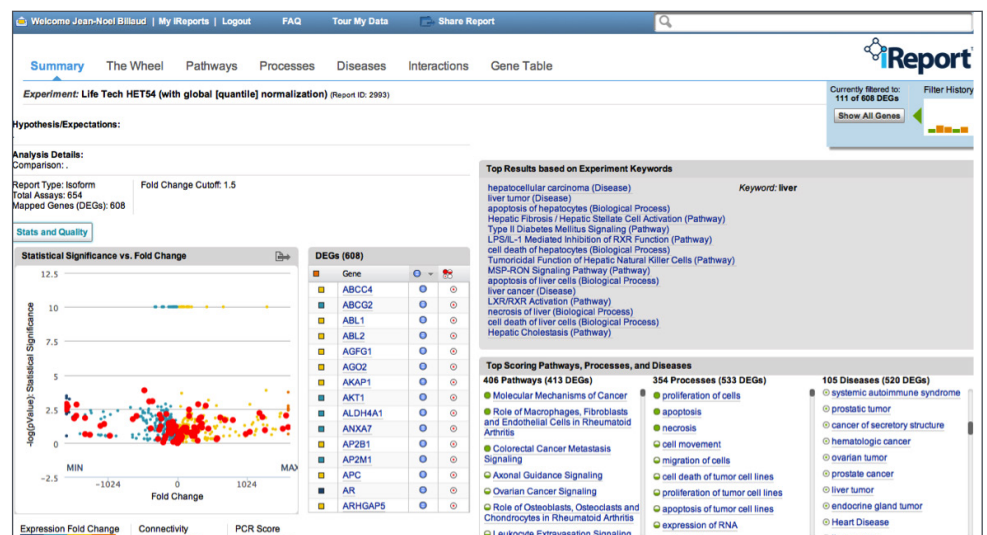 Welcome Jean-Noel Billaud | My iReports | Logout FAQ Tour My Data Share Report
iReport
Summary The Wheel Pathways Processes Diseases Interactions Gene Table
Experiment: Life Tech HET54 (with global [quantile] normalization) (Report ID: 2993)
Currently filtered to:
111 of 608 DEGs
Show All Genes
Filter History
Hypothesis/Expectations:
.
Analysis Details:
Comparison: .
Report Type: Isoform
Total Assays: 654
Mapped Genes (DEGs): 608
Fold Change Cutoff: 1.5
Stats and Quality
Top Results based on Experiment Keywords
Keyword: liver
hepatocellular carcinoma (Disease)
liver tumor (Disease)
apoptosis of hepatocytes (Biological Process)
Hepatic Fibrosis / Hepatic Stellate Cell Activation (Pathway)
Type II Diabetes Mellitus Signaling (Pathway)
LPS/IL-1 Mediated Inhibition of RXR Function (Pathway)
cell death of hepatocytes (Biological Process)
Tumoricidal Function of Hepatic Natural Killer Cells (Pathway)
MSP-RON Signaling Pathway (Pathway)
apoptosis of liver cells (Biological Process)
liver cancer (Disease)
LXR/RXR Activation (Pathway)
necrosis of liver (Biological Process)
cell death of liver cells (Biological Process)
Hepatic Cholestasis (Pathway)
Statistical Significance vs. Fold Change
12.5
10
7.5
5
2.5
0
-2.5
-log(pValue): Statistical Significance
MIN MAX
-1024 0 1024
Fold Change
DEGs (608)
Gene
ABCC4
ABCG2
ABL1
ABL2
AGFG1
AGO2
AKAP1
AKT1
ALDH4A1
ANXA7
AP2B1
AP2M1
APC
AR
ARHGAP5
Top Scoring Pathways, Processes, and Diseases
406 Pathways (413 DEGs)
Molecular Mechanisms of Cancer
Role of Macrophages, Fibroblasts
and Endothelial Cells in Rheumatoid
Arthritis
Colorectal Cancer Metastasis
Signaling
Axonal Guidance Signaling
Ovarian Cancer Signaling
Role of Osteoblasts, Osteoclasts and
Chondrocytes in Rheumatoid Arthritis
Leukocyte Extravasation Signaling
354 Processes (533 DEGs)
proliferation of cells
apoptosis
necrosis
cell movement
migration of cells
cell death of tumor cell lines
proliferation of tumor cell lines
apoptosis of tumor cell lines
expression of RNA
105 Diseases (520 DEGs)
systemic autoimmune syndrome
prostatic tumor
cancer of secretory structure
hematologic cancer
ovarian tumor
prostate cancer
liver tumor
endocrine gland tumor
Heart Disease
Expression Fold Change Connectivity PCR Score